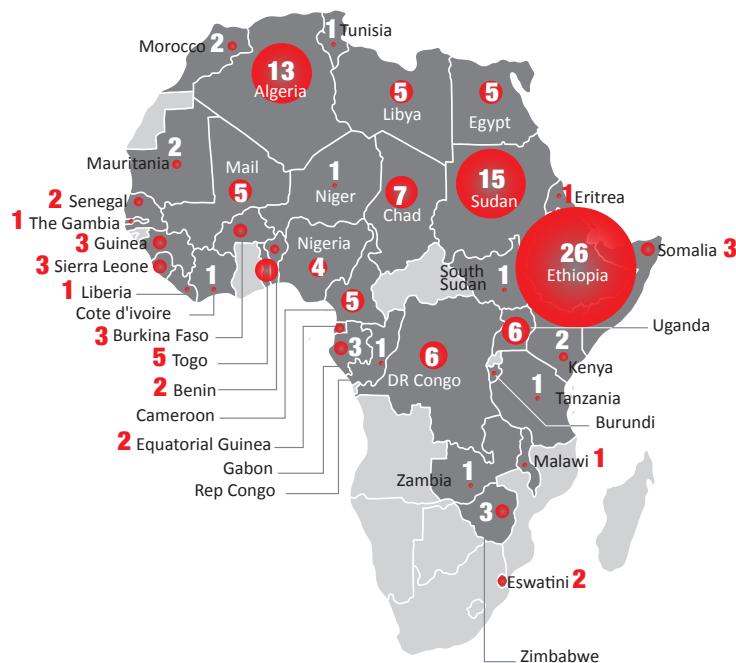 1 Tunisia
Morocco 2
13
Algeria
5
Libya
5
Egypt
2
Mauritania
Mail
5
1
Niger
7
Chad
15
Sudan
1 Eritrea
2 Senegal
1 The Gambia
3 Guinea
3 Sierra Leone
1 Liberia
1
Cote d'ivoire
3 Burkina Faso
5 Togo
2 Benin
Cameroon
2 Equatorial Guinea
Gabon
Rep Congo
Nigeria
4
5
3
1
6
DR Congo
South
Sudan
1
26
Ethiopia
Somalia 3
6
Uganda
2
Kenya
1
Tanzania
Burundi
Malawi 1
1
Zambia
3
Eswatini 2
Zimbabwe